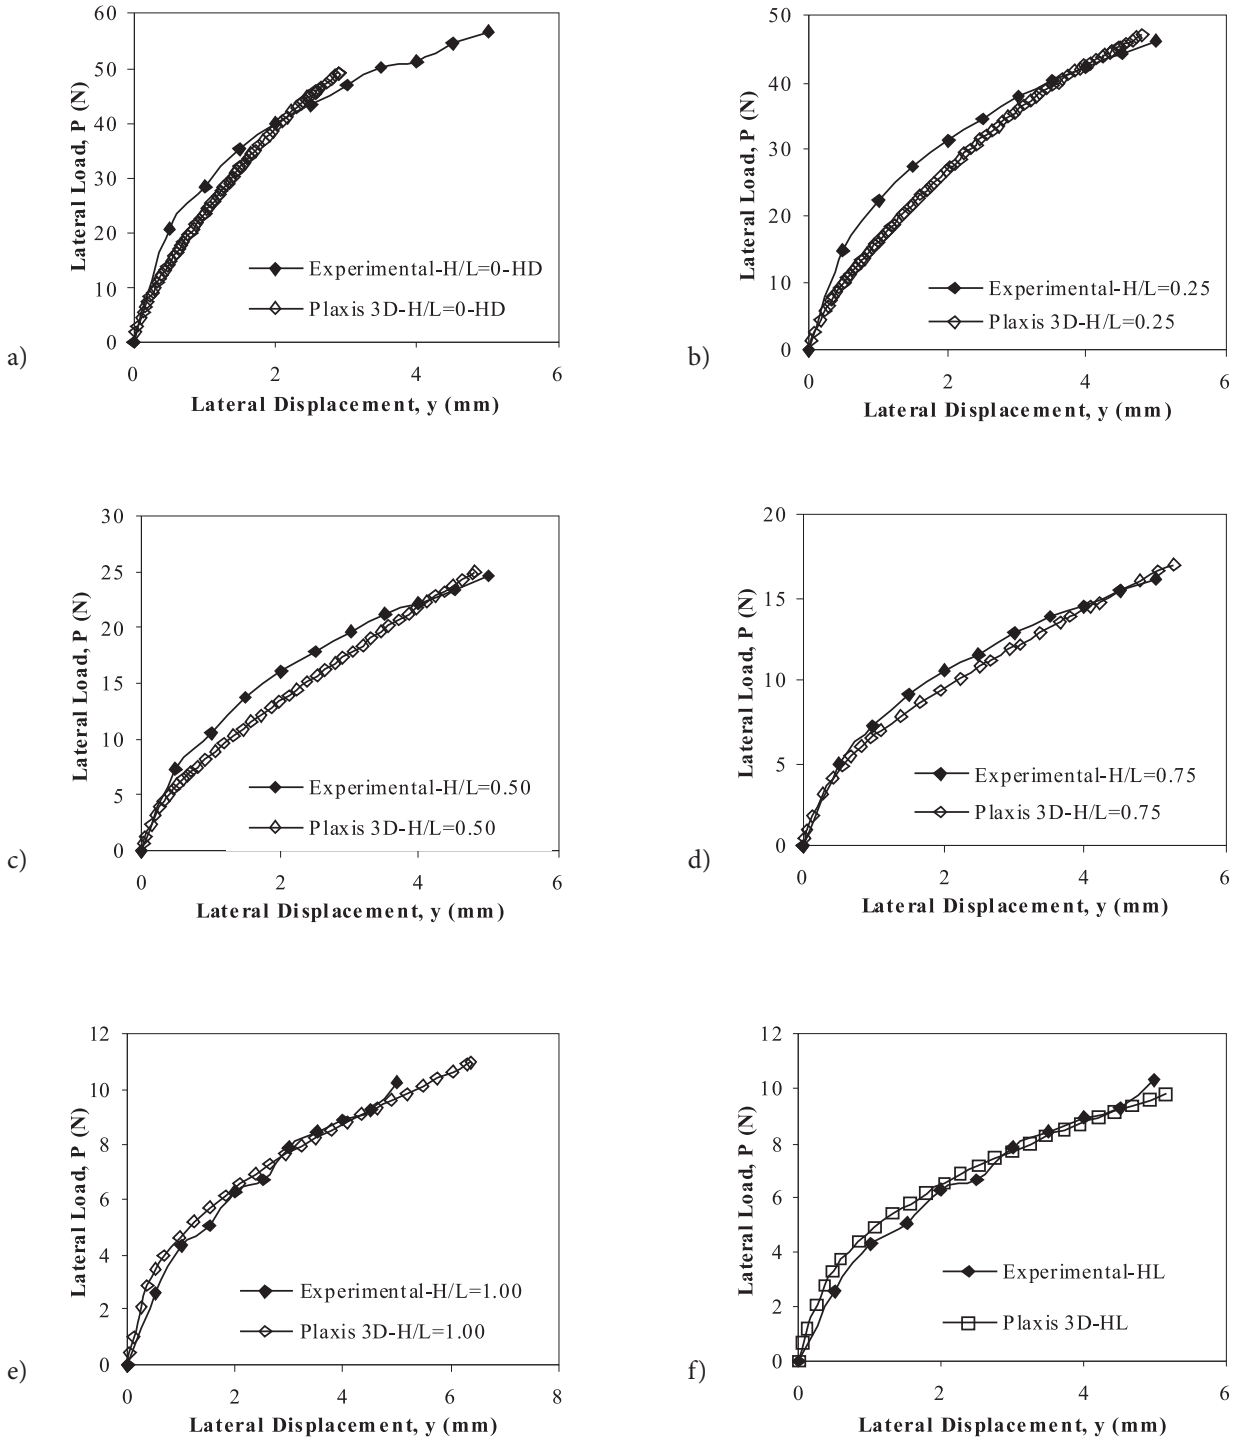 a)
Lateral Load, P (N)
60
50
40
30
20
10
0
0 2 4 6
Lateral Displacement, y (mm)
Experimental-H/L=0-HD
Plaxis 3D-H/L=0-HD
b)
Lateral Load, P (N)
50
40
30
20
10
0
0 2 4 6
Lateral Displacement, y (mm)
Experimental-H/L=0.25
Plaxis 3D-H/L=0.25
c)
Lateral Load, P (N)
30
25
20
15
10
5
0
0 2 4 6
Lateral Displacement, y (mm)
Experimental-H/L=0.50
Plaxis 3D-H/L=0.50
d)
Lateral Load, P (N)
20
15
10
5
0
0 2 4 6
Lateral Displacement, y (mm)
Experimental-H/L=0.75
Plaxis 3D-H/L=0.75
e)
Lateral Load, P (N)
12
10
8
6
4
2
0
0 2 4 6 8
Lateral Displacement, y (mm)
Experimental-H/L=1.00
Plaxis 3D-H/L=1.00
f)
Lateral Load, P (N)
12
10
8
6
4
2
0
0 2 4 6
Lateral Displacement, y (mm)
Experimental-HL
Plaxis 3D-HL